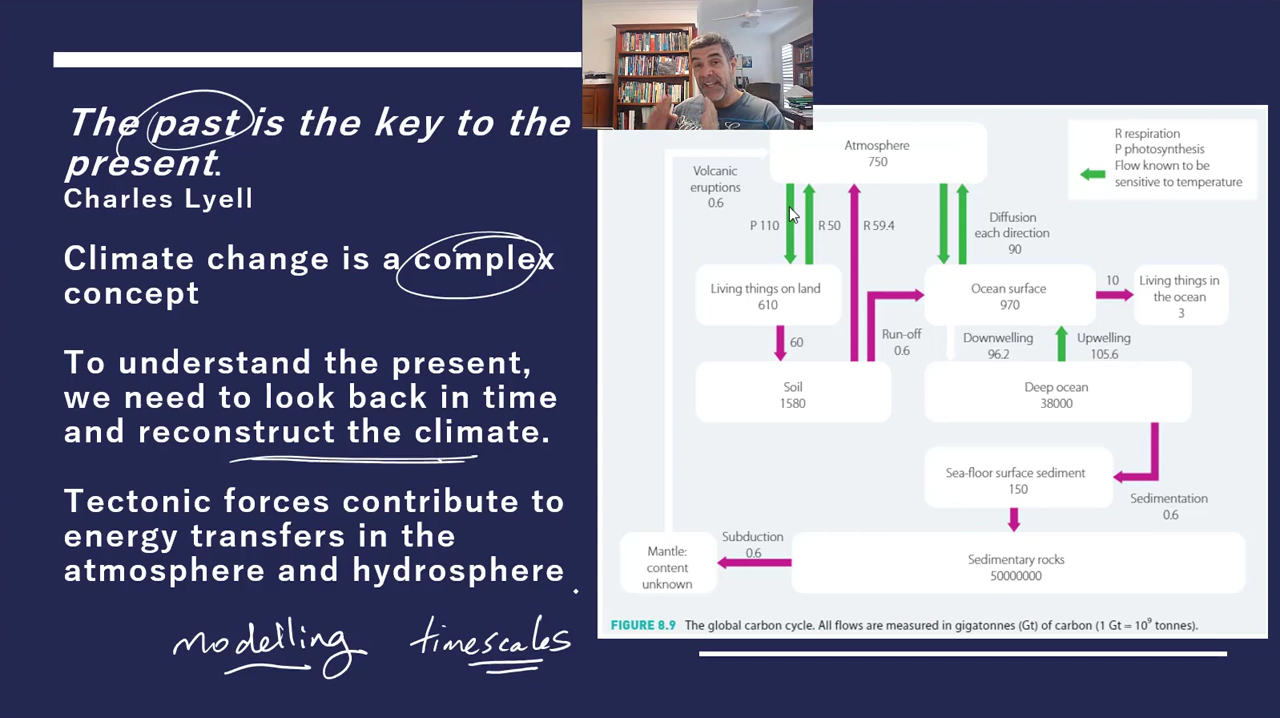 The past is the key to the
present.
Charles Lyell
Climate change is a complex
concept
To understand the present,
we need to look back in time
and reconstruct the climate.
Tectonic forces contribute to
energy transfers in the
atmosphere and hydrosphere
modelling timescales
Atmosphere
750
R respiration
P photosynthesis
Flow known to be
sensitive to temperature
Volcanic
eruptions
0.6
P 110
R 50
R 59.4
Diffusion
each direction
90
Living things on land
610
Ocean surface
970
10
Living things in
the ocean
3
60
Run-off
0.6
Downwelling
96.2
Upwelling
105.6
Soil
1580
Deep ocean
38000
Sea-floor surface sediment
150
Sedimentation
0.6
Mantle:
content
unknown
Subduction
0.6
Sedimentary rocks
50000000
FIGURE 8.9 The global carbon cycle. All flows are measured in gigatonnes (Gt) of carbon (1 Gt = 10⁹ tonnes).